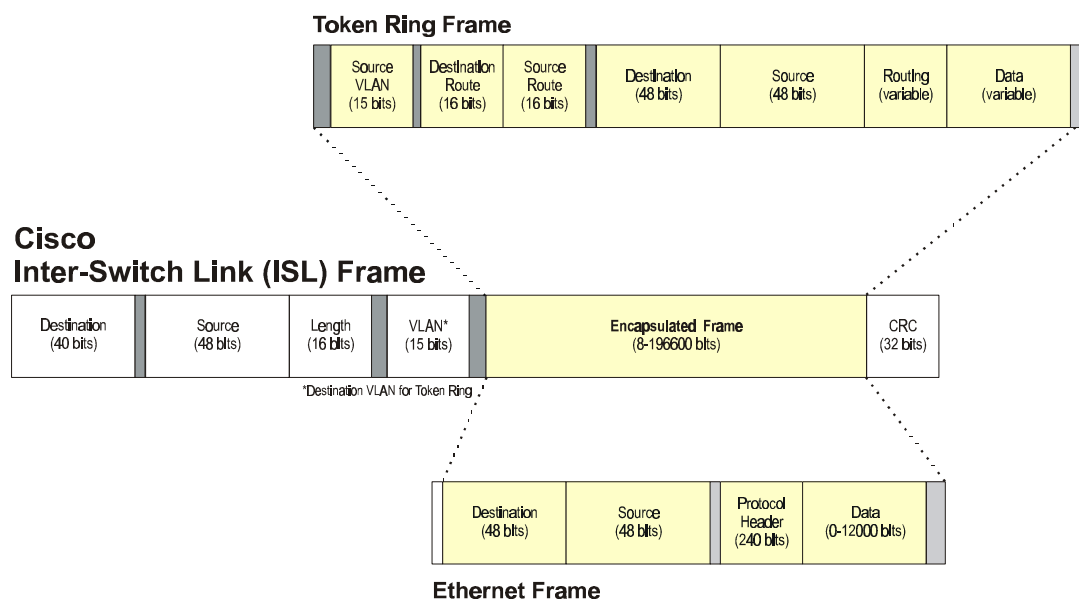 Token Ring Frame
Source
VLAN
(15 bits)
Destination
Route
(16 bits)
Source
Route
(16 bits)
Destination
(48 bits)
Source
(48 bits)
Routing
(variable)
Data
(variable)
Cisco
Inter-Switch Link (ISL) Frame
Destination
(40 bits)
Source
(48 bits)
Length
(16 bits)
VLAN*
(15 bits)
Encapsulated Frame
(8-196600 bits)
CRC
(32 bits)
*Destination VLAN for Token Ring
Destination
(48 bits)
Source
(48 bits)
Protocol
Header
(240 bits)
Data
(0-12000 bits)
Ethernet Frame